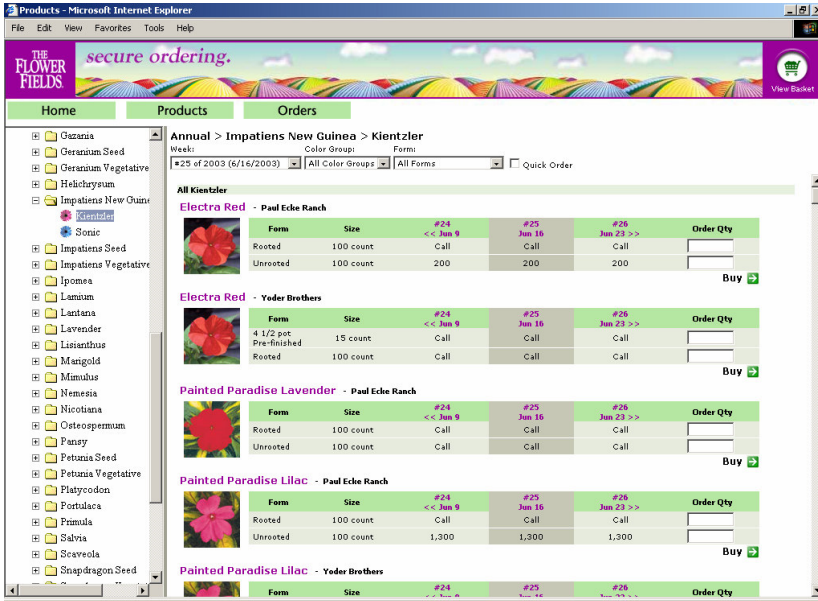 Products - Microsoft Internet Explorer
File Edit View Favorites Tools Help
THE FLOWER FIELDS
secure ordering.
View Basket
Home Products Orders
Gazania
Geranium Seed
Geranium Vegetative
Helichrysum
Impatiens New Guine
Kientzler
Sonic
Impatiens Seed
Impatiens Vegetative
Ipomea
Lamium
Lantana
Lavender
Lisianthus
Marigold
Mimulus
Nemesia
Nicotiana
Osteospermum
Pansy
Petunia Seed
Petunia Vegetative
Platycodon
Portulaca
Primula
Salvia
Scaveola
Snapdragon Seed
Annual > Impatiens New Guinea > Kientzler
Week: Color Group: Form:
#25 of 2003 (6/16/2003) All Color Groups All Forms Quick Order
All Kientzler
Electra Red - Paul Ecke Ranch
Form Size #24 << Jun 9 #25 Jun 16 #26 Jun 23 >> Order Qty
Rooted 100 count Call Call Call
Unrooted 100 count 200 200 200
Buy
Electra Red - Yoder Brothers
Form Size #24 << Jun 9 #25 Jun 16 #26 Jun 23 >> Order Qty
4 1/2 pot Pre-finished 15 count Call Call Call
Rooted 100 count Call Call Call
Buy
Painted Paradise Lavender - Paul Ecke Ranch
Form Size #24 << Jun 9 #25 Jun 16 #26 Jun 23 >> Order Qty
Rooted 100 count Call Call Call
Unrooted 100 count Call Call Call
Buy
Painted Paradise Lilac - Paul Ecke Ranch
Form Size #24 << Jun 9 #25 Jun 16 #26 Jun 23 >> Order Qty
Rooted 100 count Call Call Call
Unrooted 100 count 1,300 1,300 1,300
Buy
Painted Paradise Lilac - Yoder Brothers
Form Size #24 #25 #26 Order Qty